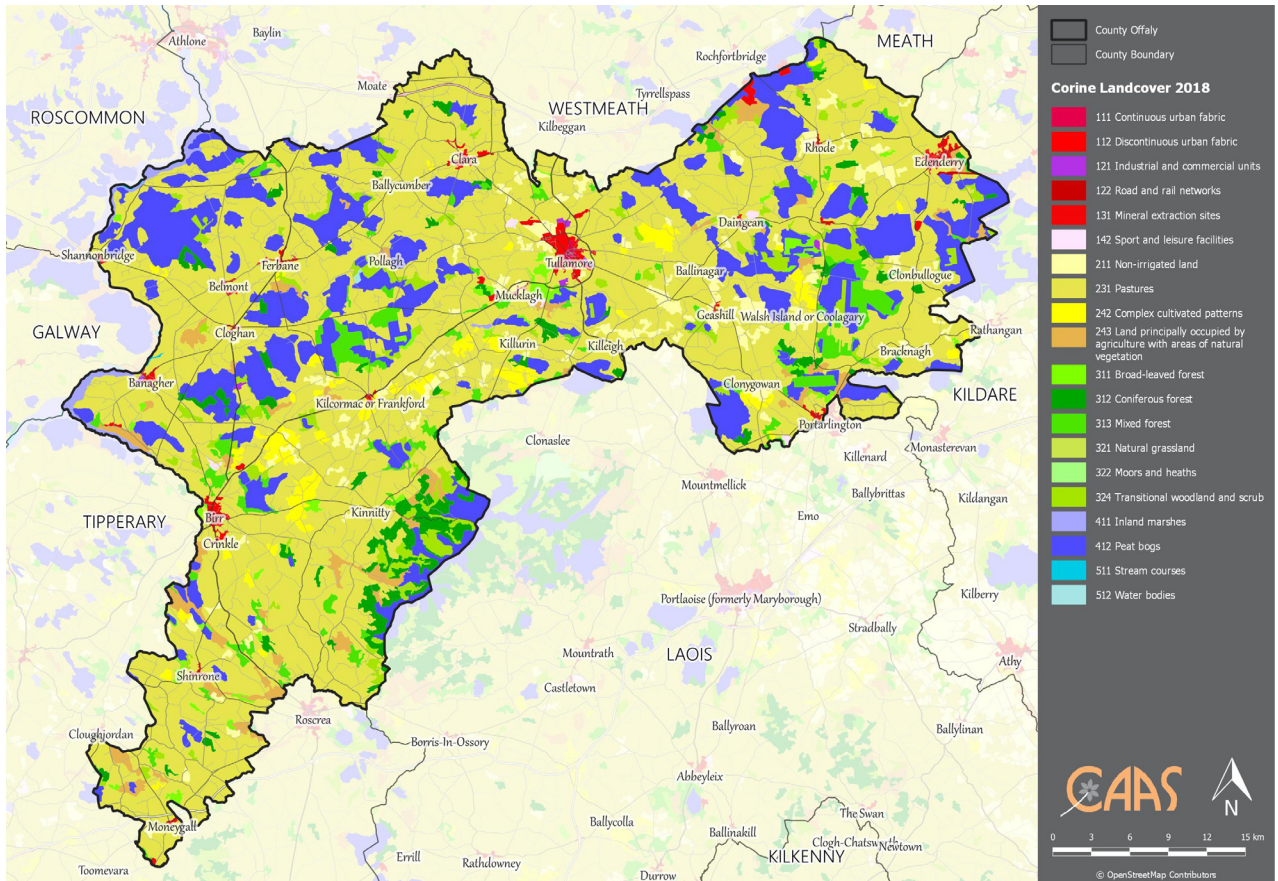 MEATH
Athlone
Baylin
Rochfortbridge
Moate
Tyrrellspass
WESTMEATH
ROSCOMMON
Kilbeggan
Rhode
Clara
Edenderry
Ballycumber
Daingean
Shannonbridge
Ferbane
Pollagh
Tullamore
Ballinagar
Clonbullogue
Belmont
Mucklagh
Geashill
Walsh Island or Coolagary
GALWAY
Cloghan
Rathangan
Killurin
Killeigh
Bracknagh
Banagher
Clonygowan
KILDARE
Kilcormac or Frankford
Portarlington
Clonaslee
Monasterevan
Killenard
Mountmellick
Ballybrittas
Kildangan
TIPPERARY
Birr
Kinnitty
Emo
Crinkle
Portlaoise (formerly Maryborough)
Kilberry
Stradbally
Mountrath
LAOIS
Athy
Shinrone
Castletown
Roscrea
Ballyroan
Ballylinan
Cloughjordan
Borris-In-Ossory
Abbeyleix
Moneygall
Ballycolla
Ballinakill
The Swan
Clogh-Chatsw
Newtown
Errill
Rathdowney
KILKENNY
Toomevara
Durrow
County Offaly
County Boundary
Corine Landcover 2018
111 Continuous urban fabric
112 Discontinuous urban fabric
121 Industrial and commercial units
122 Road and rail networks
131 Mineral extraction sites
142 Sport and leisure facilities
211 Non-irrigated land
231 Pastures
242 Complex cultivated patterns
243 Land principally occupied by
agriculture with areas of natural
vegetation
311 Broad-leaved forest
312 Coniferous forest
313 Mixed forest
321 Natural grassland
322 Moors and heaths
324 Transitional woodland and scrub
411 Inland marshes
412 Peat bogs
511 Stream courses
512 Water bodies
CAAS
N
0 3 6 9 12 15 km
© OpenStreetMap Contributors